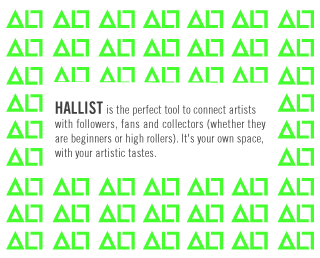 HALLIST is the perfect tool to connect artists
with followers, fans and collectors (whether they
are beginners or high rollers). It's your own space,
with your artistic tastes.